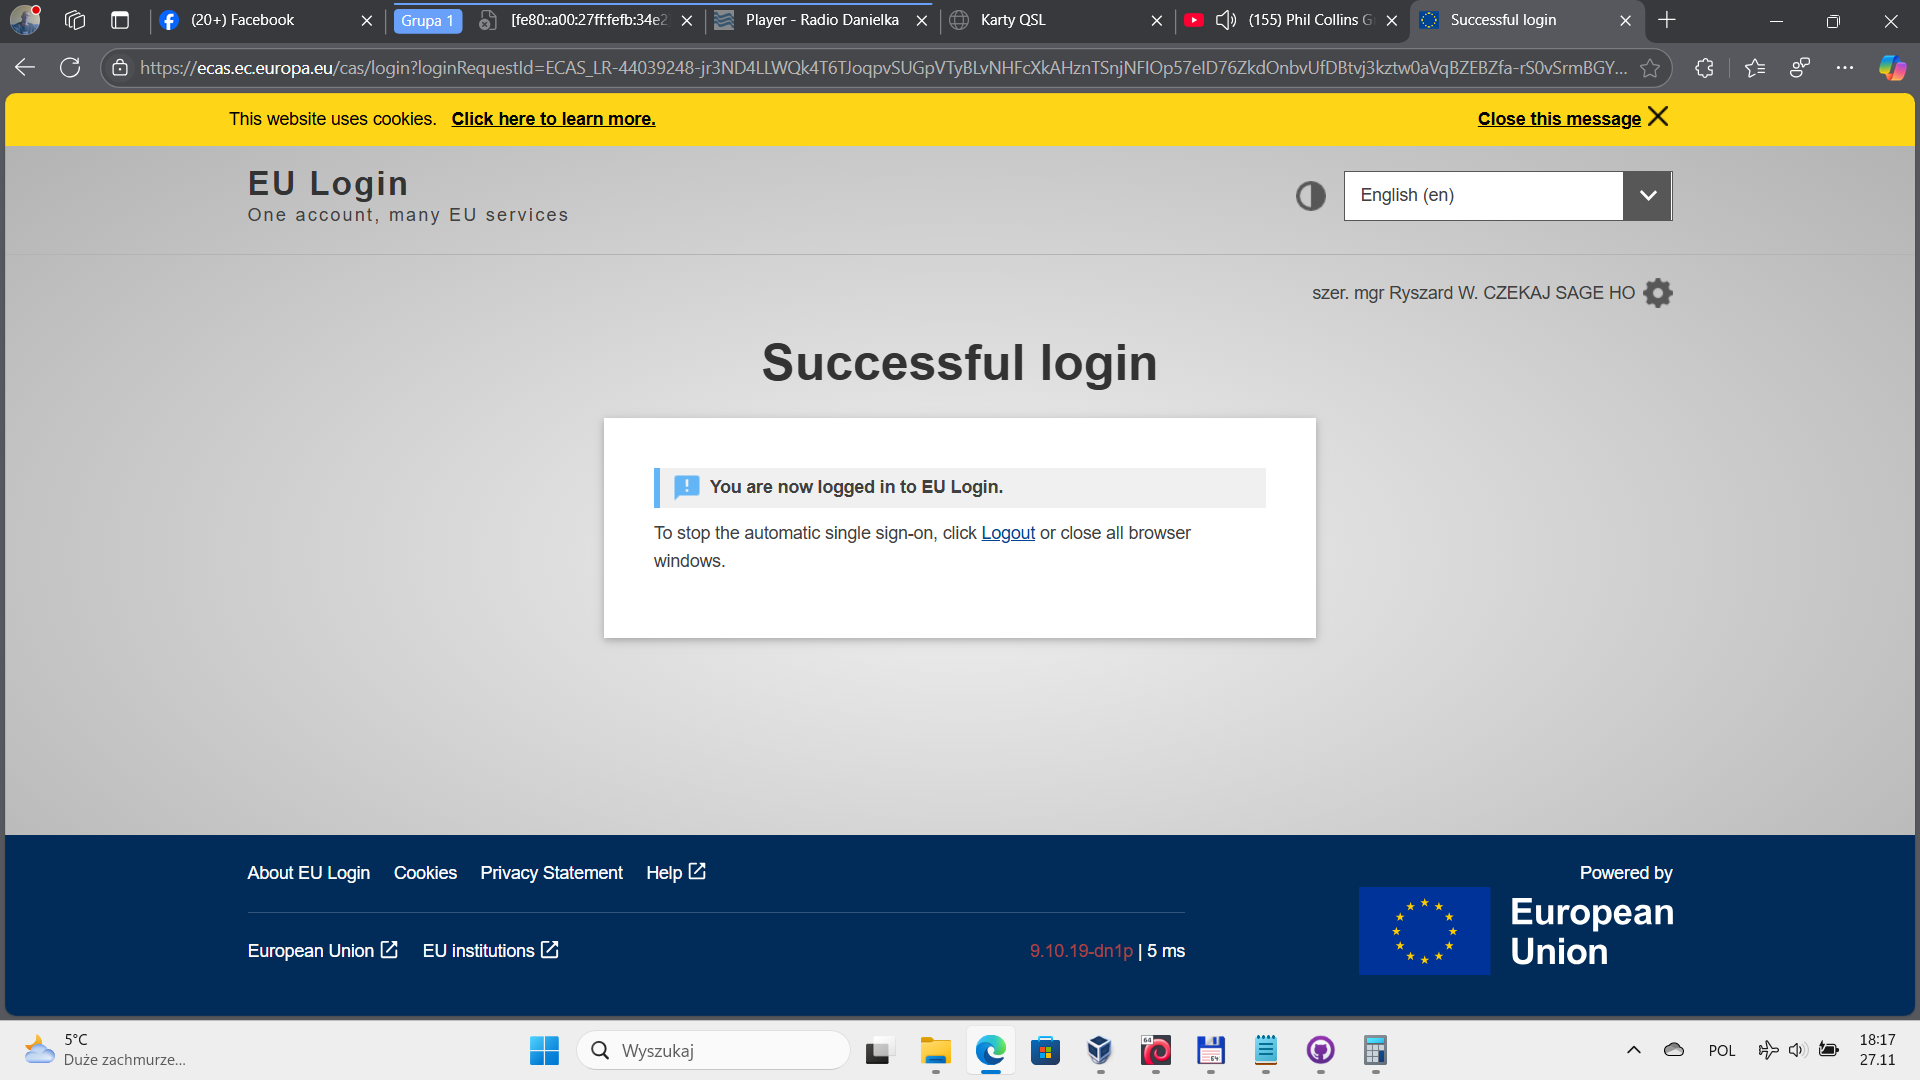 (20+) Facebook
Grupa 1
[fe80::a00:27ff:fefb:34e2
Player - Radio Danielka
Karty QSL
(155) Phil Collins G
Successful login
https://ecas.ec.europa.eu/cas/login?loginRequestId=ECAS_LR-44039248-jr3ND4LLWQk4T6TJoqpvSUGpVTyBLvNHFcXkAHznTSnjNFIOp57eID76ZkdOnbvUfDBtvj3kztw0aVqBZEBZfa-rS0vSrmBGY...
This website uses cookies. Click here to learn more.
Close this message
EU Login
One account, many EU services
English (en)
szer. mgr Ryszard W. CZEKAJ SAGE HO
Successful login
You are now logged in to EU Login.
To stop the automatic single sign-on, click Logout or close all browser
windows.
About EU Login Cookies Privacy Statement Help
Powered by
European
Union
European Union EU institutions
9.10.19-dn1p | 5 ms
5°C
Duże zachmurze...
Wyszukaj
64
64
POL
18:17
27.11